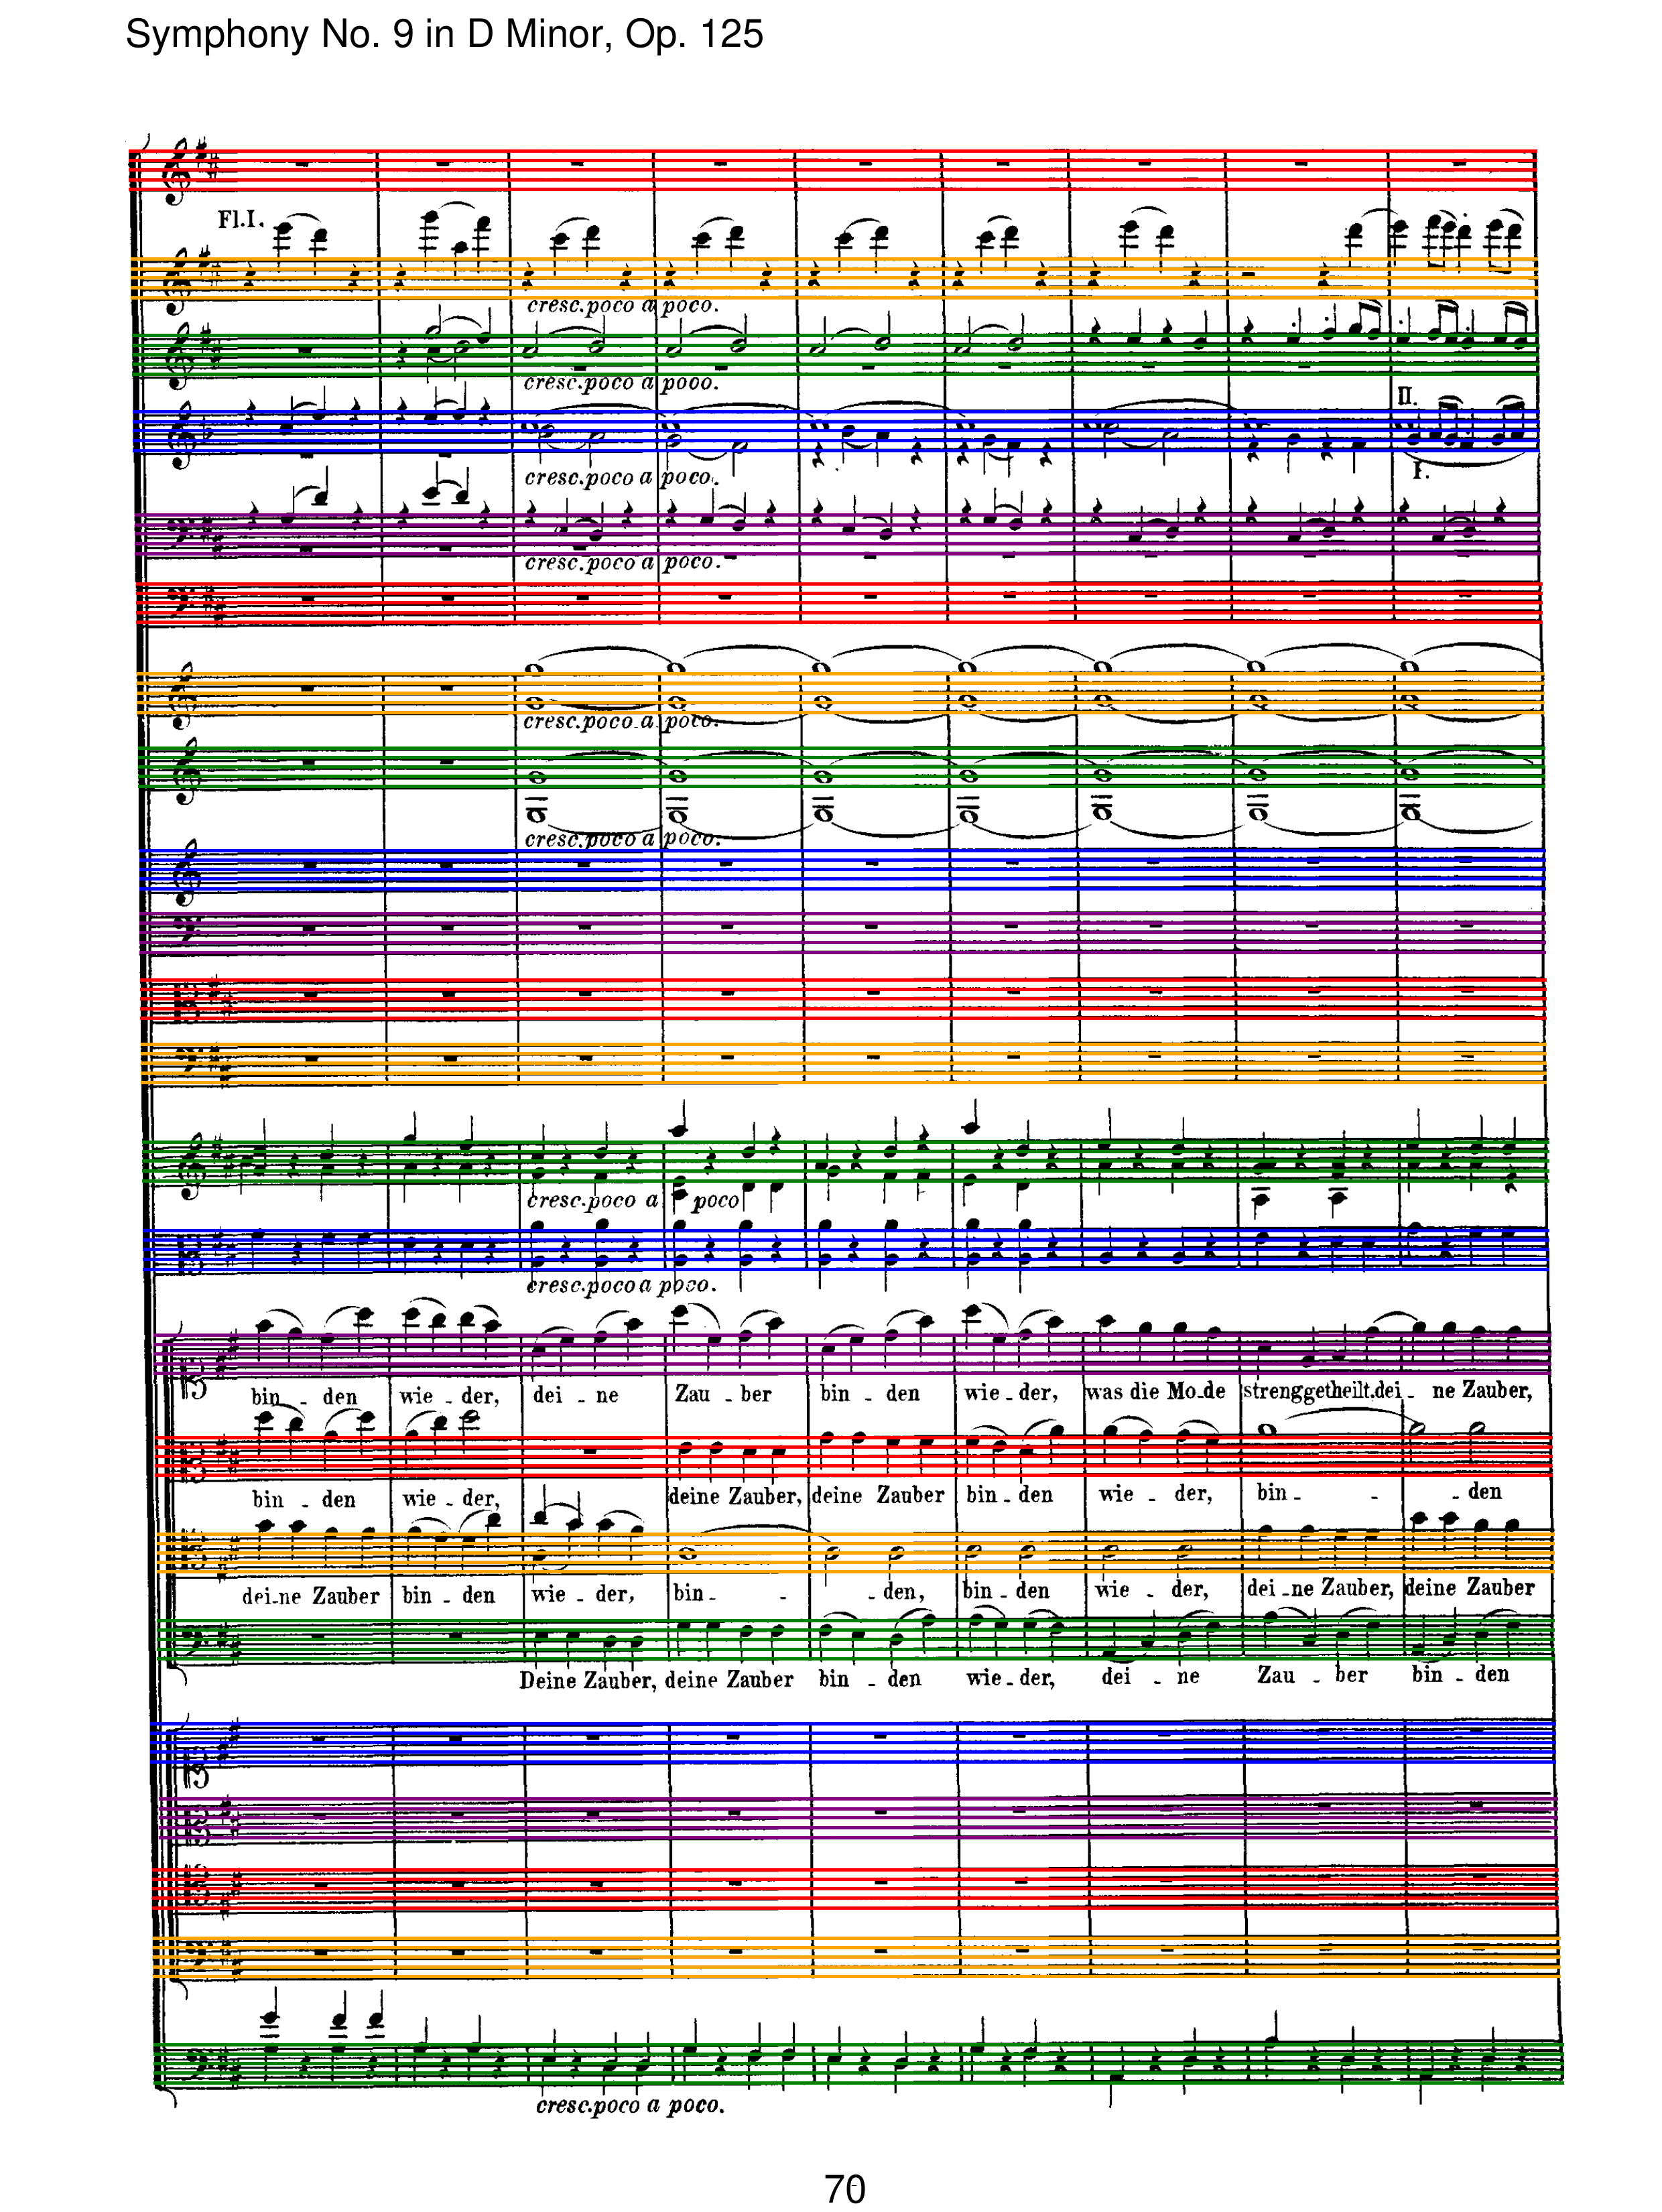 Symphony No. 9 in D Minor, Op. 125
Fl.I.
cresc. poco a poco.
cresc. poco a pooo.
II.
cresc. poco a poco.
I.
cresc. poco a poco.
cresc. poco a poco.
cresc. poco a poco.
cresc. poco a poco
cresc. poco a poco.
bin - den wie - der, dei - ne Zau - ber bin - den wie - der, was die Mo-de streng getheilt. dei - ne Zauber,
bin - den wie - der, deine Zauber, deine Zauber bin - den wie - der, bin - - - den
dei-ne Zauber bin - den wie - der, bin - - - den, bin - den wie - der, dei - ne Zauber, deine Zauber
Deine Zauber, deine Zauber bin - den wie - der, dei - ne Zau - ber bin - den
cresc. poco a poco.
70